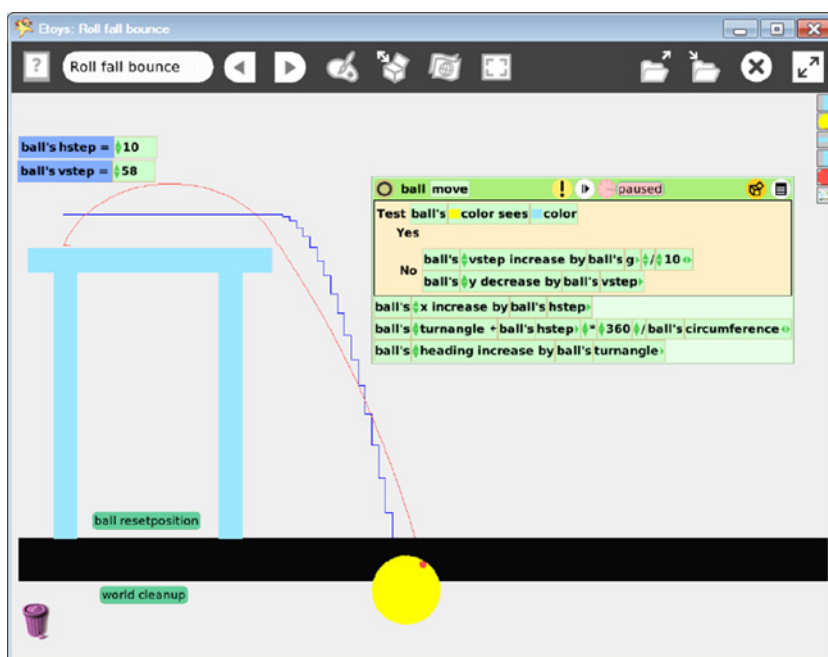 Etoys: Roll fall bounce
? Roll fall bounce
ball's hstep = 10
ball's vstep = 58
ball move ! paused
Test ball's color sees color
Yes
No
ball's vstep increase by ball's g / 10
ball's y decrease by ball's vstep
ball's x increase by ball's hstep
ball's turnangle ← ball's hstep * 360 / ball's circumference
ball's heading increase by ball's turnangle
ball resetposition
world cleanup